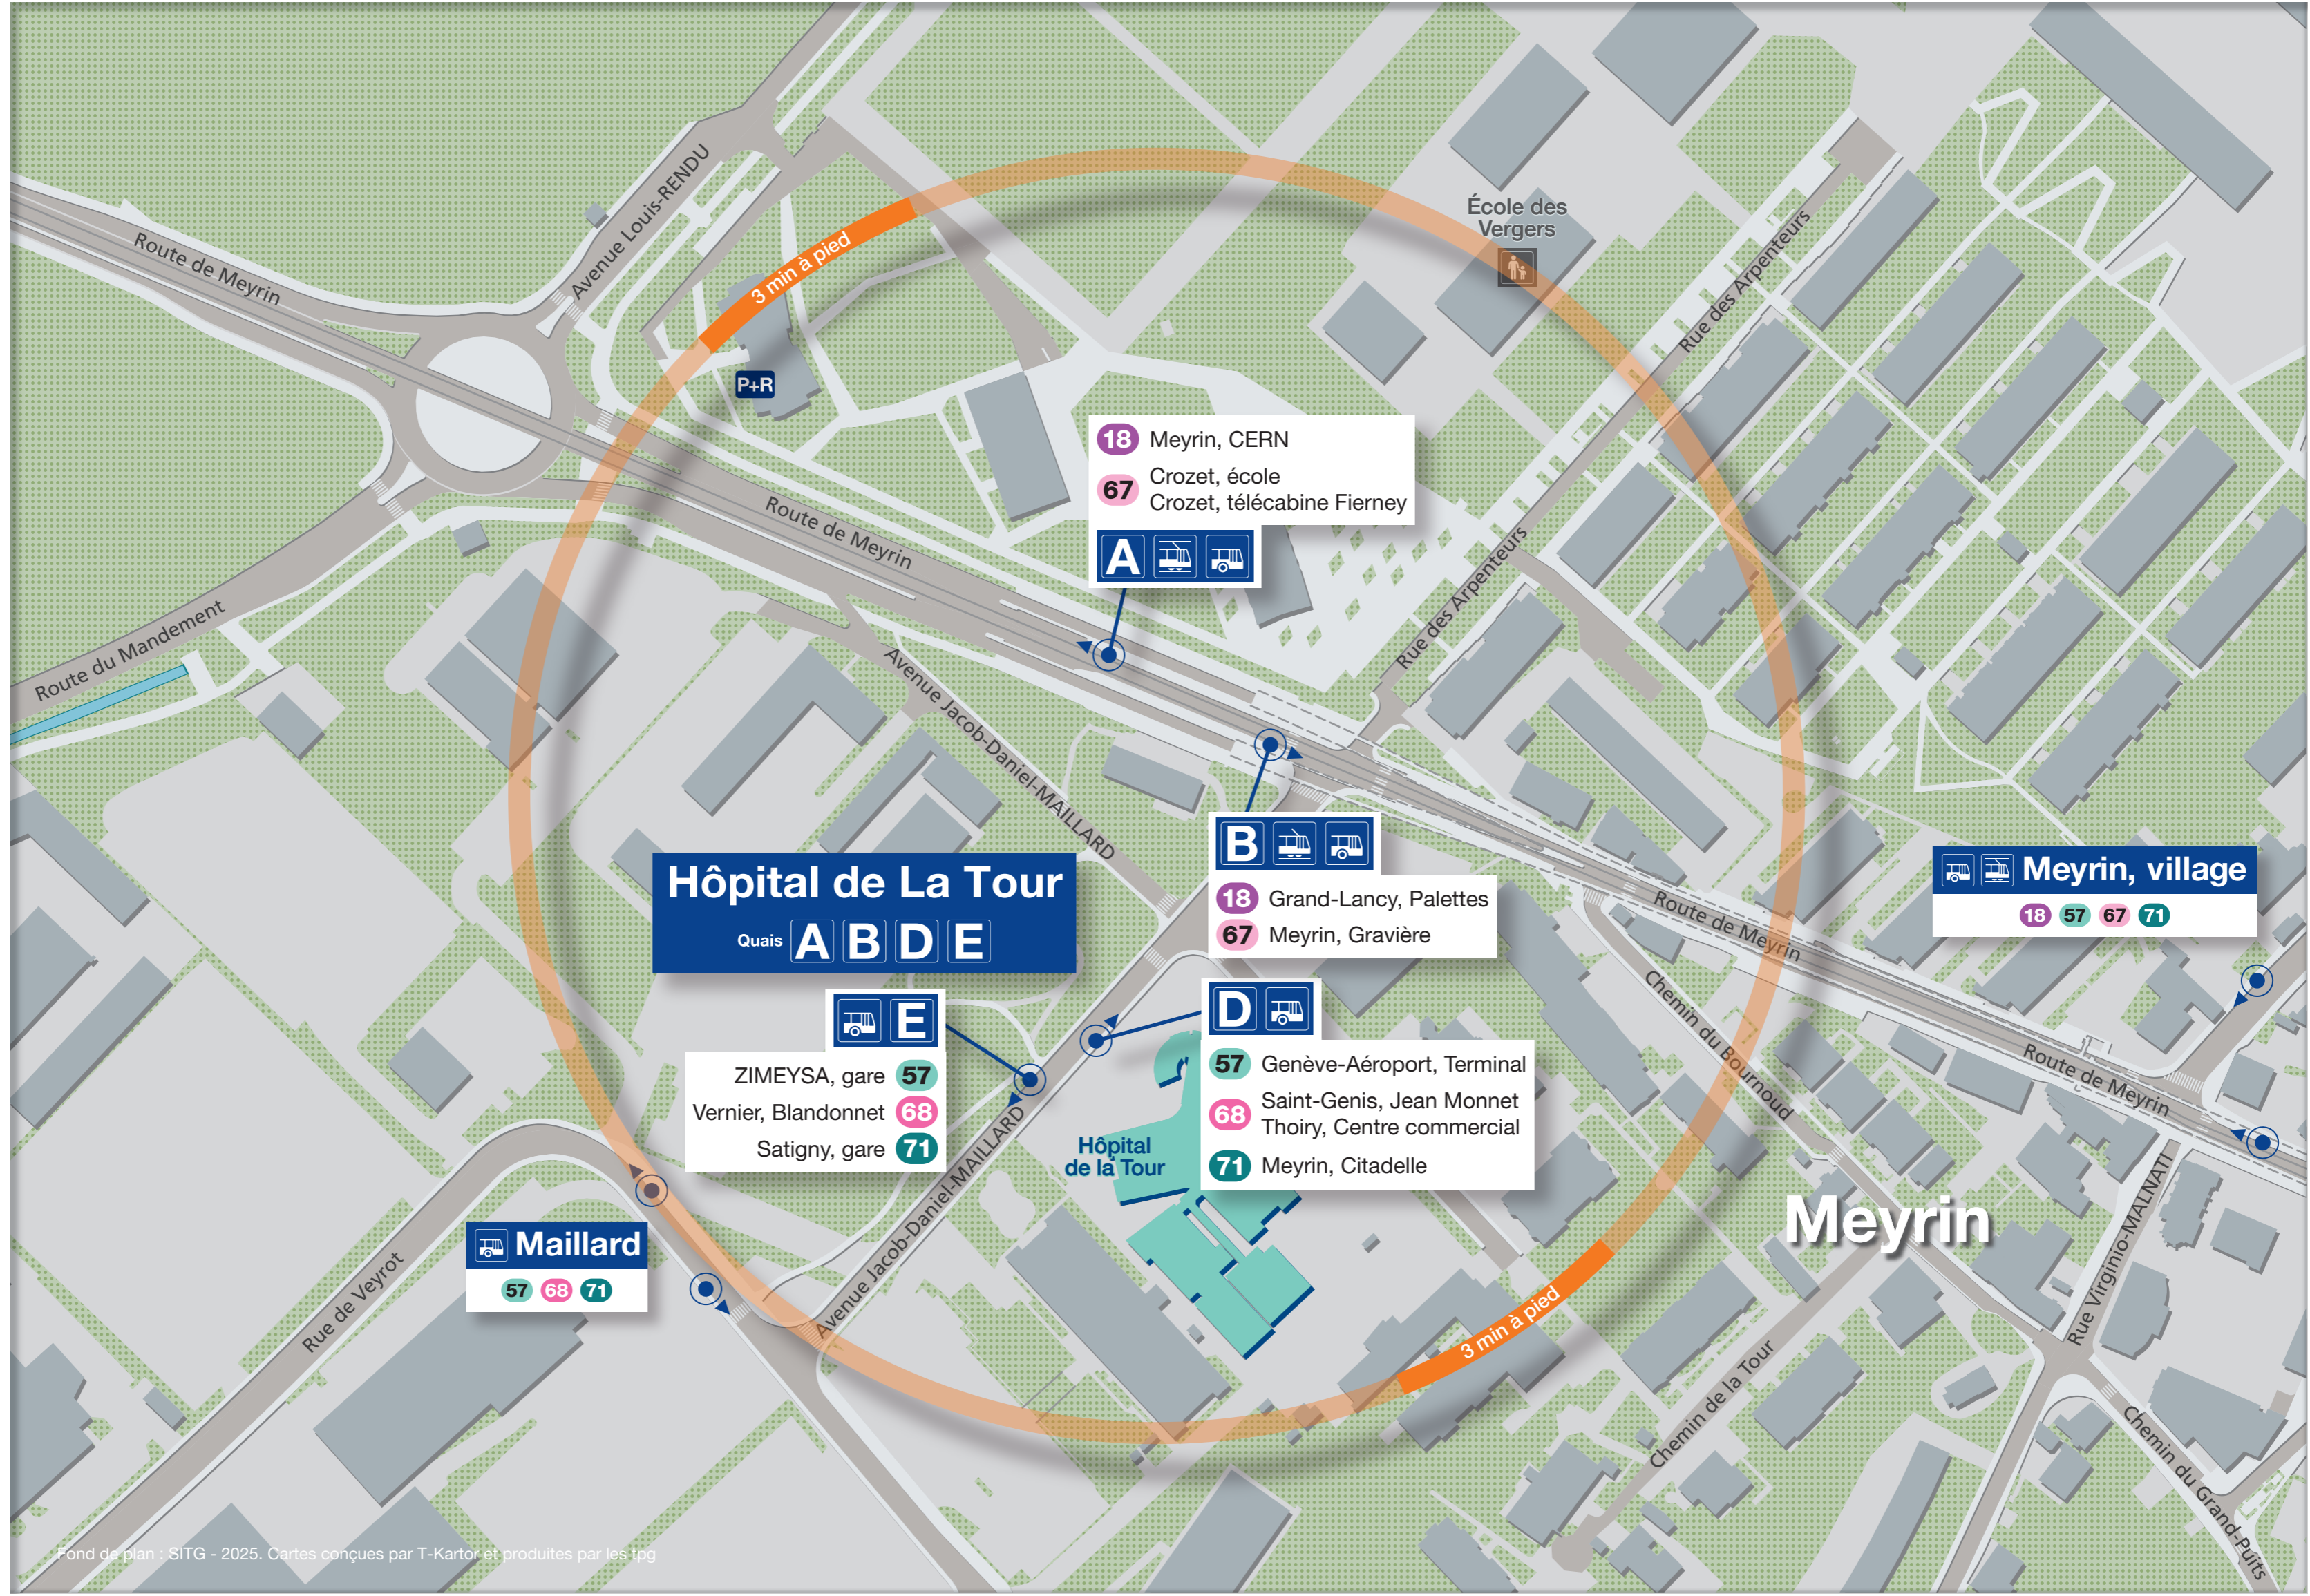 Avenue Louis-RENDU
Route de Meyrin
3 min à pied
École des
Vergers
Rue des Arpenteurs
P+R
18 Meyrin, CERN
67 Crozet, école
Crozet, télécabine Fierney
A
Route de Meyrin
Rue des Arpenteurs
Route du Mandement
Avenue Jacob-Daniel-MAILLARD
B
18 Grand-Lancy, Palettes
67 Meyrin, Gravière
Hôpital de La Tour
Quais A B D E
Meyrin, village
18 57 67 71
Route de Meyrin
E
ZIMEYSA, gare 57
Vernier, Blandonnet 68
Satigny, gare 71
D
57 Genève-Aéroport, Terminal
68 Saint-Genis, Jean Monnet
Thoiry, Centre commercial
71 Meyrin, Citadelle
Chemin du Bournoud
Route de Meyrin
Hôpital
de la Tour
Avenue Jacob-Daniel-MAILLARD
Meyrin
Maillard
57 68 71
Rue de Veyrot
Rue Virginio-MALNATI
3 min à pied
Chemin de la Tour
Chemin du Grand-Puits
Fond de plan : SITG - 2025. Cartes conçues par T-Kartor et produites par les tpg